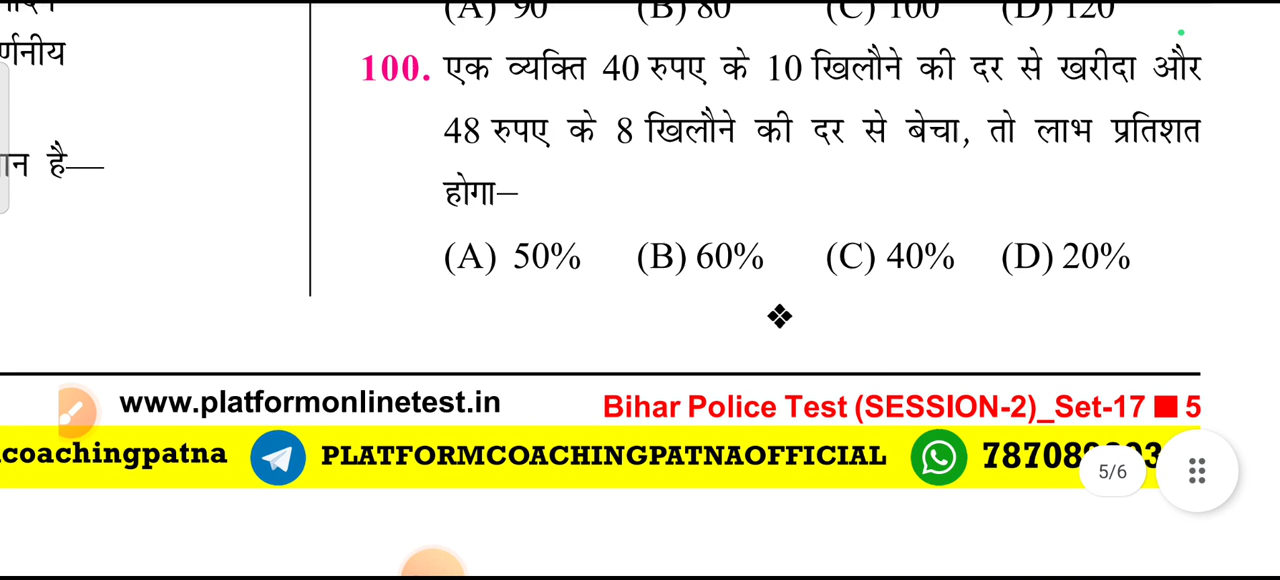 (A) 90 (B) 80 (C) 100 (D) 120
र्णनीय
100. एक व्यक्ति 40 रुपए के 10 खिलौने की दर से खरीदा और
48 रुपए के 8 खिलौने की दर से बेचा, तो लाभ प्रतिशत
है—
होगा–
(A) 50% (B) 60% (C) 40% (D) 20%
www.platformonlinetest.in
Bihar Police Test (SESSION-2)_Set-17 ■ 5
coachingpatna
PLATFORMCOACHINGPATNAOFFICIAL
5/6